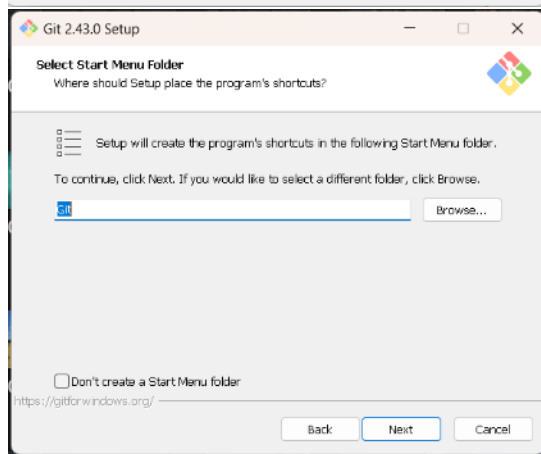 Git 2.43.0 Setup
Select Start Menu Folder
Where should Setup place the program's shortcuts?
Setup will create the program's shortcuts in the following Start Menu folder.
To continue, click Next. If you would like to select a different folder, click Browse.
Git
Browse...
Don't create a Start Menu folder
https://gitforwindows.org/
Back
Next
Cancel